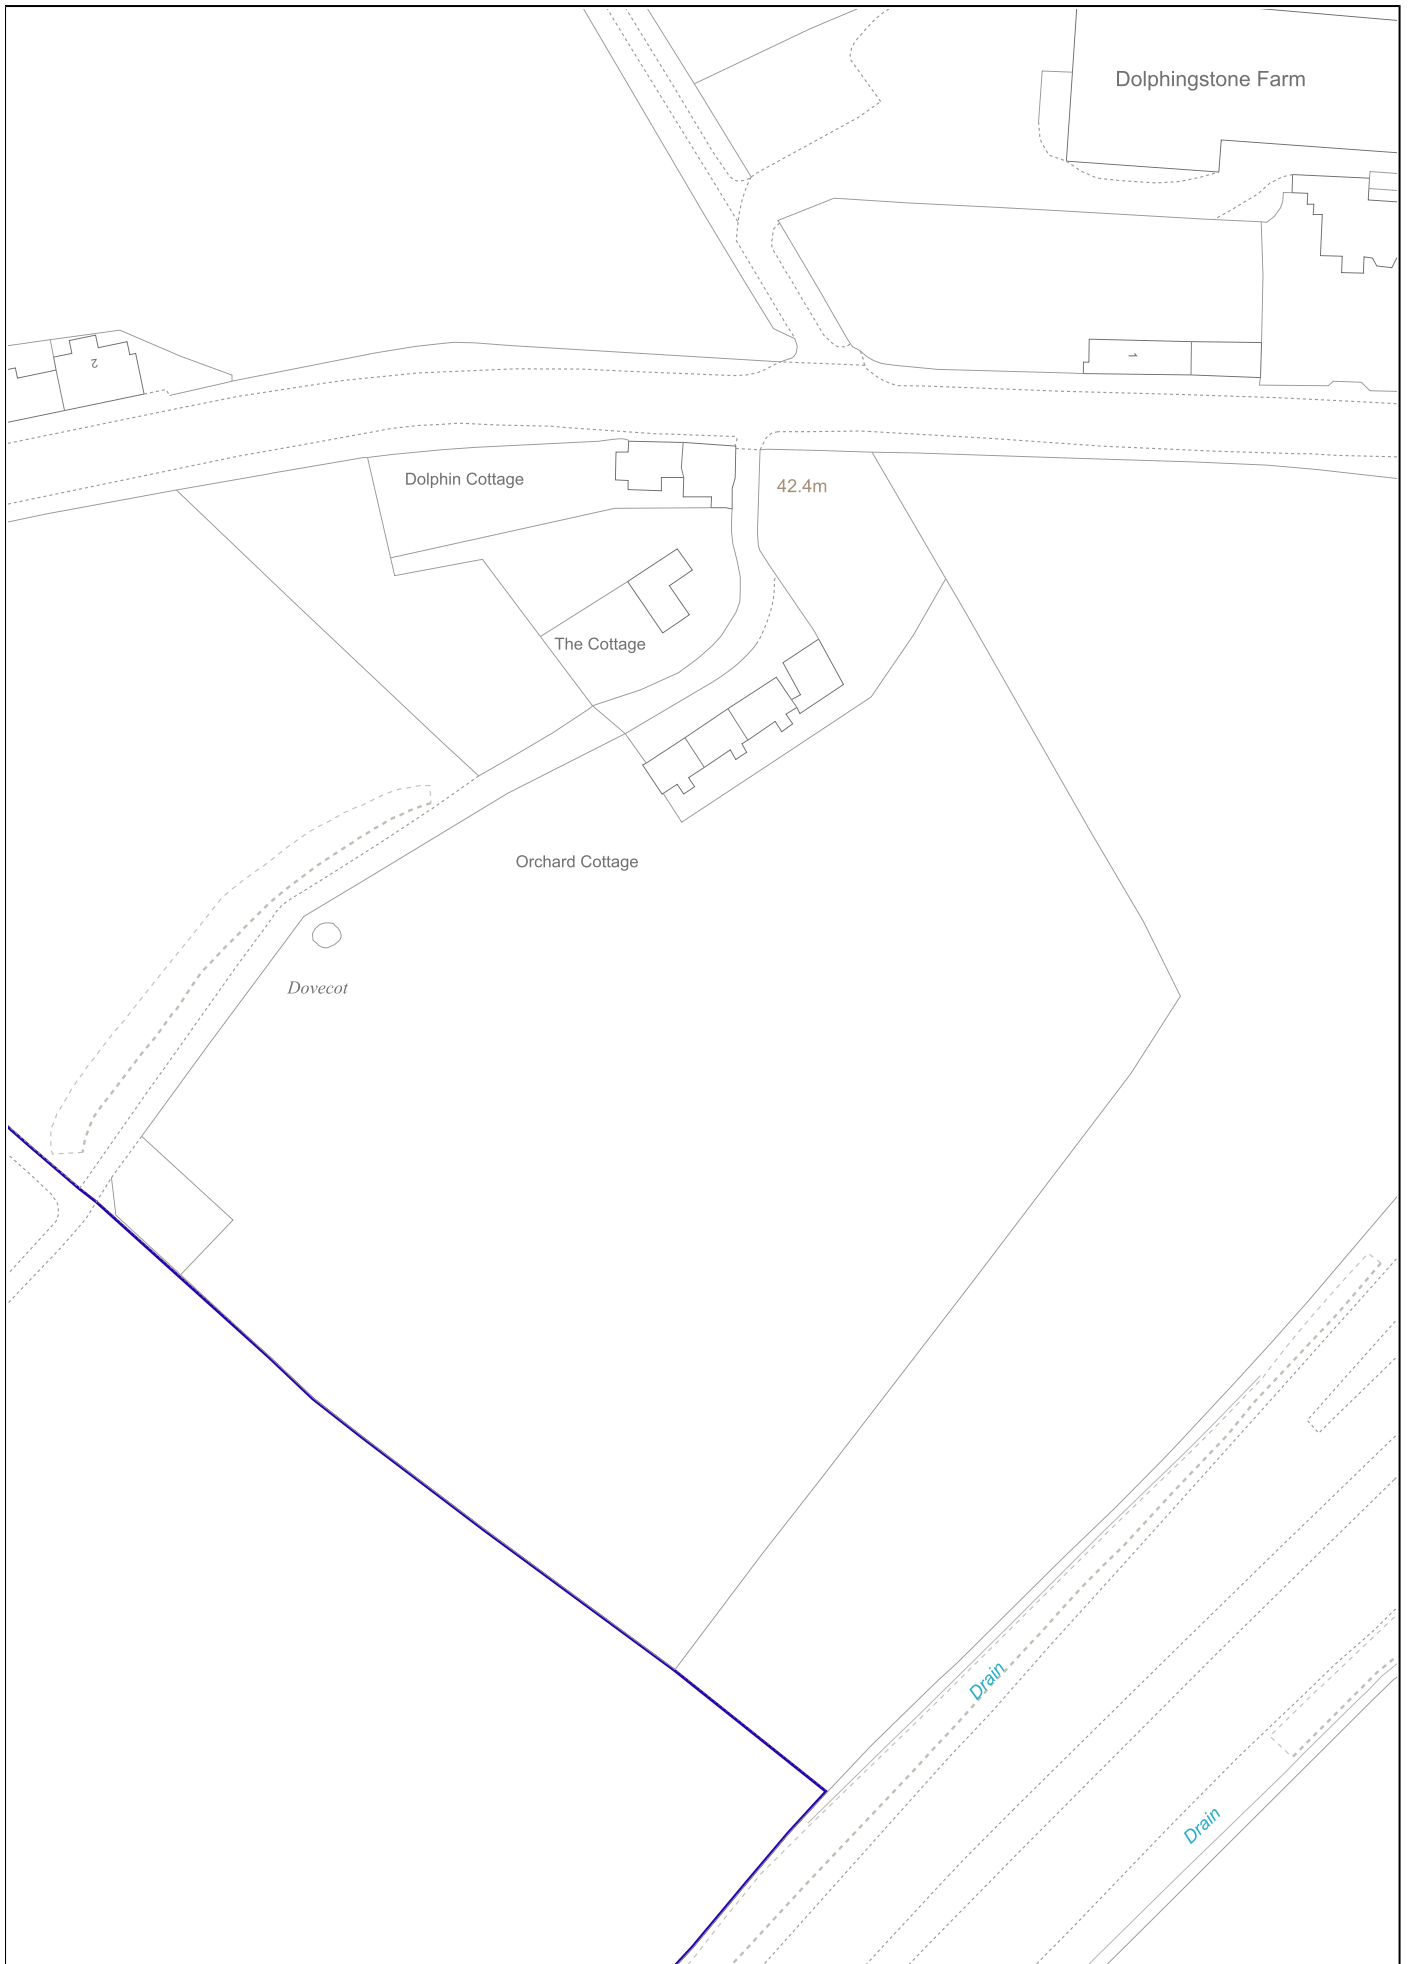 Dolphingstone Farm
2
1
Dolphin Cottage
42.4m
The Cottage
Orchard Cottage
Dovecot
Drain
Drain